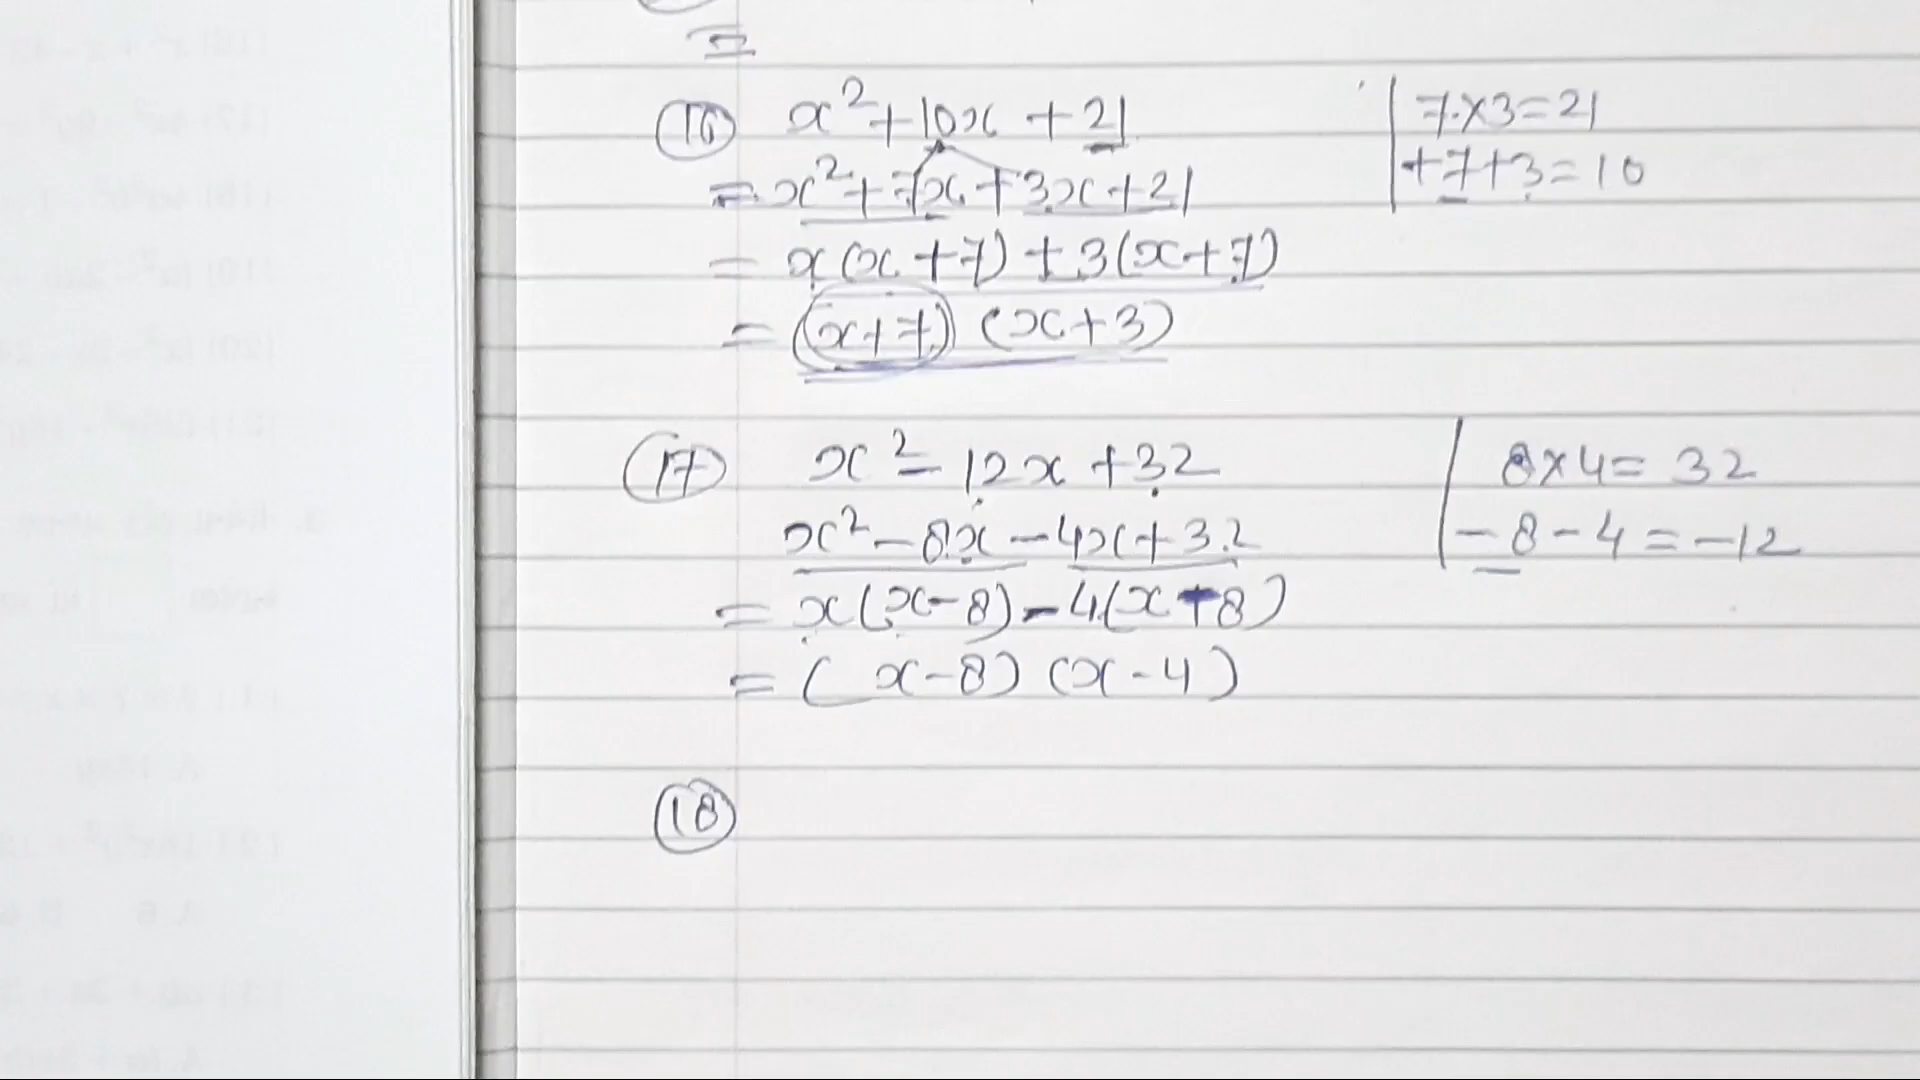 =
(16) x² + 10x + 21 | 7×3 = 21
= x² + 7x + 3x + 21 | +7+3 = 10
= x(x+7) + 3(x+7)
= (x+7) (x+3)
(17) x² - 12x + 32 | 8×4 = 32
x² - 8x - 4x + 32 | -8-4 = -12
= x(x-8) - 4(x-8)
= (x-8) (x-4)
(18)